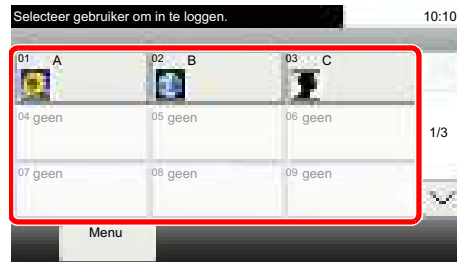 Selecteer gebruiker om in te loggen. 10:10
01 A 02 B 03 C
04 geen 05 geen 06 geen
1/3
07 geen 08 geen 09 geen
Menu